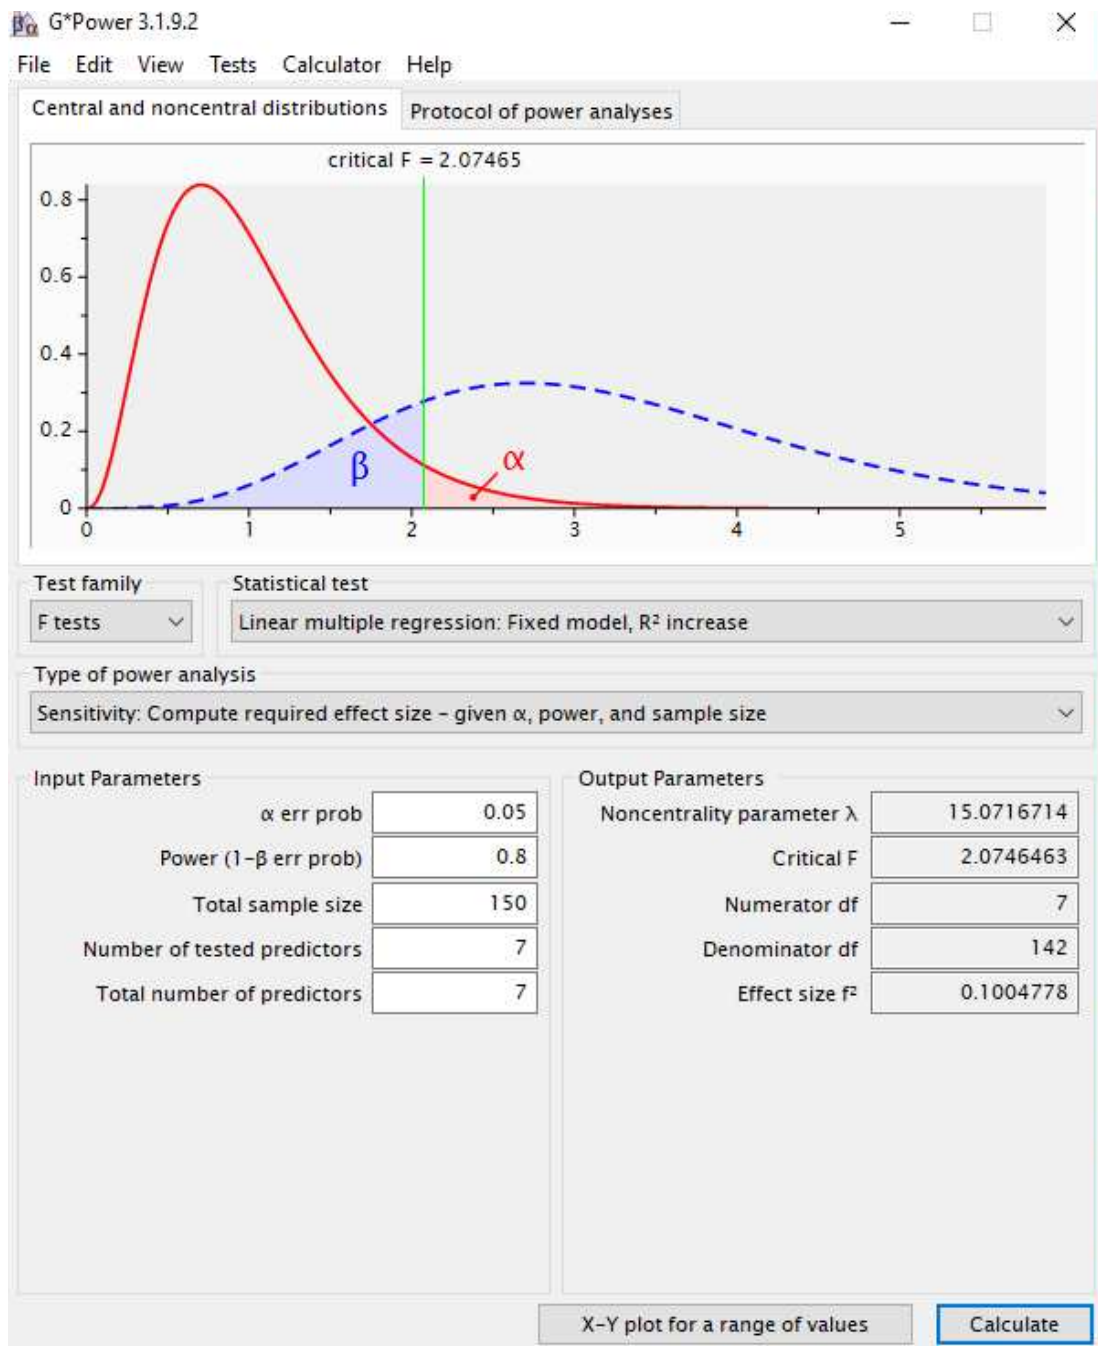 G*Power 3.1.9.2
File Edit View Tests Calculator Help
Central and noncentral distributions Protocol of power analyses
critical F = 2.07465
0.8
0.6
0.4
0.2
0
β
α
0 1 2 3 4 5
Test family Statistical test
F tests Linear multiple regression: Fixed model, R² increase
Type of power analysis
Sensitivity: Compute required effect size – given α, power, and sample size
Input Parameters Output Parameters
α err prob 0.05 Noncentrality parameter λ 15.0716714
Power (1-β err prob) 0.8 Critical F 2.0746463
Total sample size 150 Numerator df 7
Number of tested predictors 7 Denominator df 142
Total number of predictors 7 Effect size f² 0.1004778
X-Y plot for a range of values Calculate